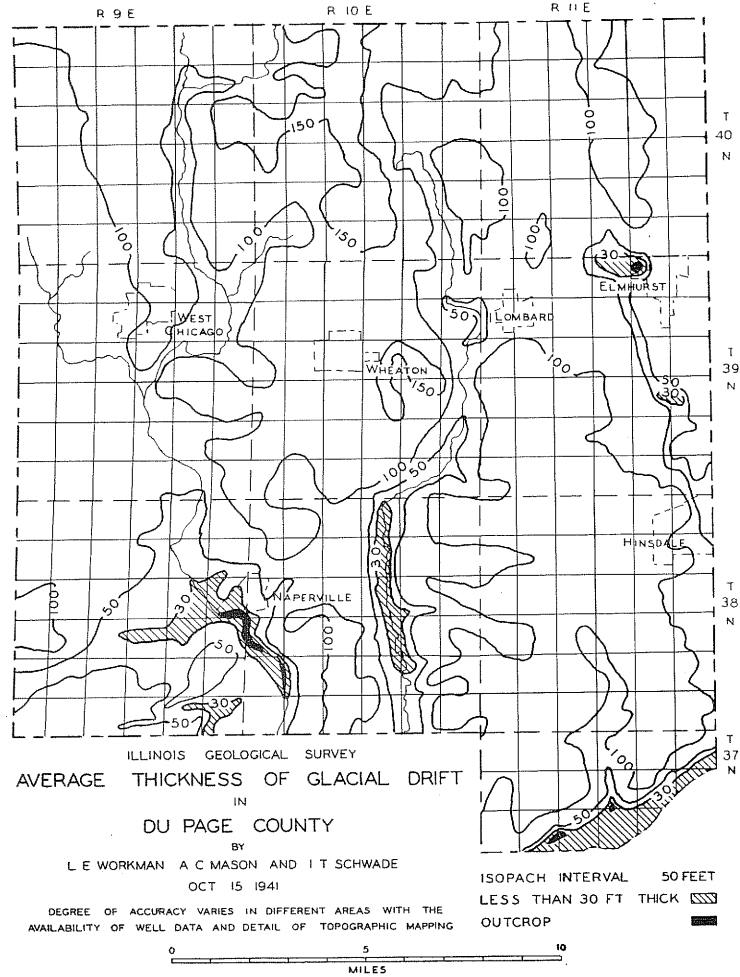 R 9 E R 10 E R 11 E
150
100
T
40
N
150
100
100
100
100
150
30
ELMHURST
50
LOMBARD
WEST
CHICAGO
100
T
39
N
WHEATON
150
50
30
100
50
HINSDALE
30
NAPERVILLE
100
50
30
T
38
N
100
50
30
50
T
37
N
100
30
50
ILLINOIS GEOLOGICAL SURVEY
AVERAGE THICKNESS OF GLACIAL DRIFT
IN
DU PAGE COUNTY
BY
L E WORKMAN A C MASON AND I T SCHWADE
OCT 15 1941
DEGREE OF ACCURACY VARIES IN DIFFERENT AREAS WITH THE
AVAILABILITY OF WELL DATA AND DETAIL OF TOPOGRAPHIC MAPPING
ISOPACH INTERVAL 50 FEET
LESS THAN 30 FT THICK
OUTCROP
0 5 10
MILES